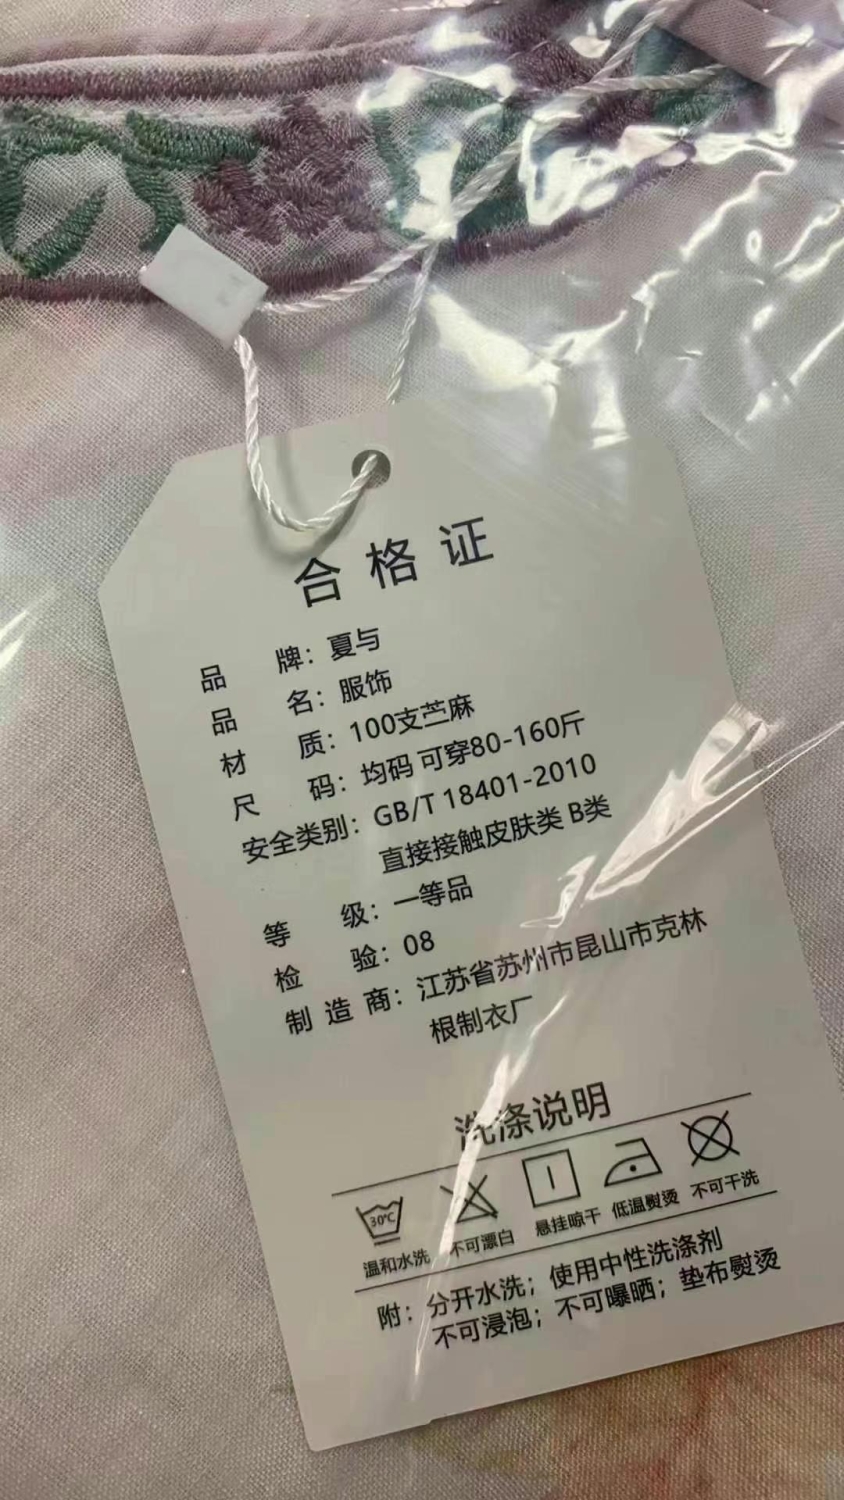 合格证
品牌：夏与
品名：服饰
材质：100支苎麻
尺码：均码 可穿80-160斤
安全类别：GB/T 18401-2010
直接接触皮肤类 B类
等级：一等品
检验：08
制造商：江苏省苏州市昆山市克林
根制衣厂
洗涤说明
30℃
温和水洗 不可漂白 悬挂晾干 低温熨烫 不可干洗
附：分开水洗；使用中性洗涤剂
不可浸泡；不可曝晒；垫布熨烫